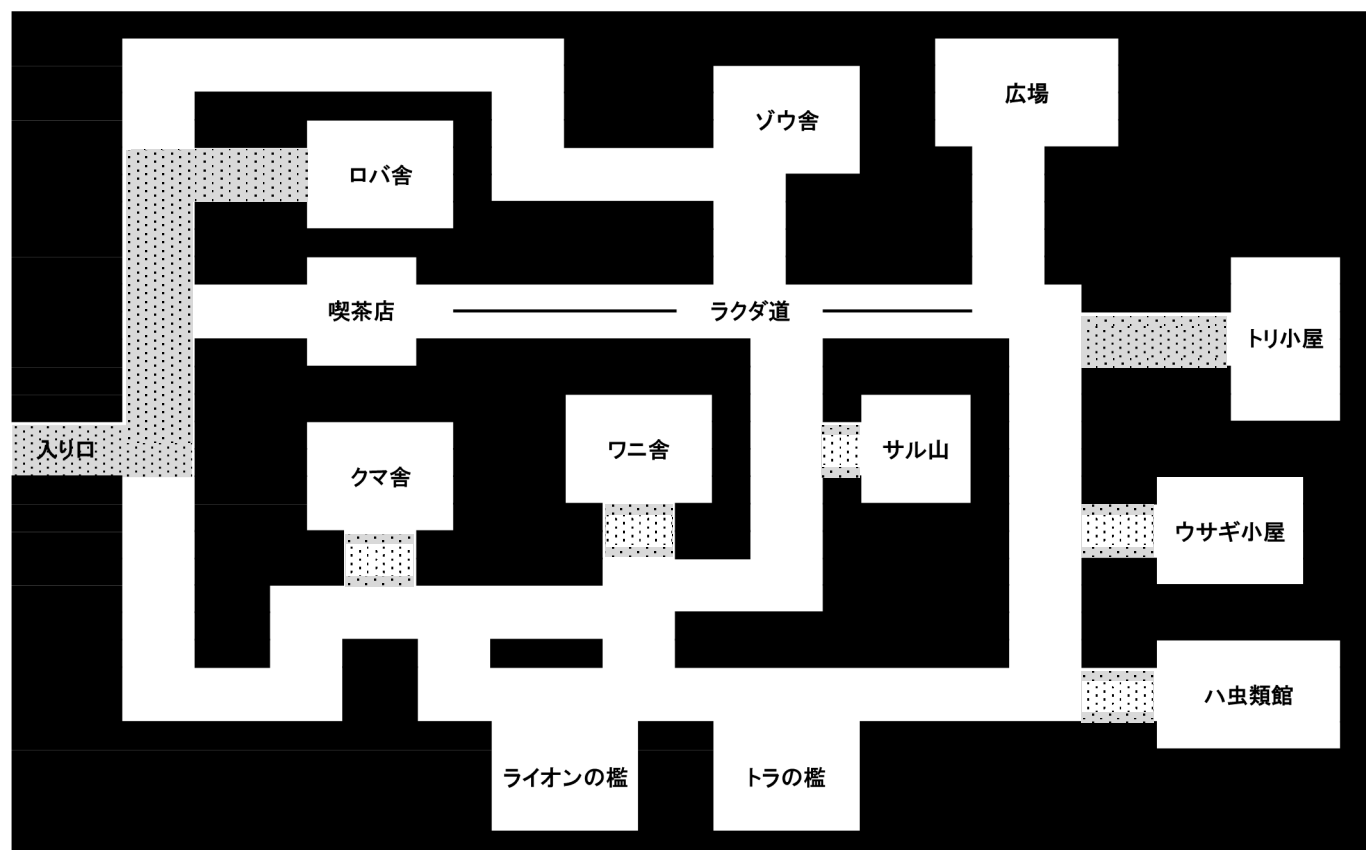 広場
ゾウ舎
ロバ舎
喫茶店
ラクダ道
トリ小屋
入り口
クマ舎
ワニ舎
サル山
ウサギ小屋
ハ虫類館
ライオンの檻
トラの檻